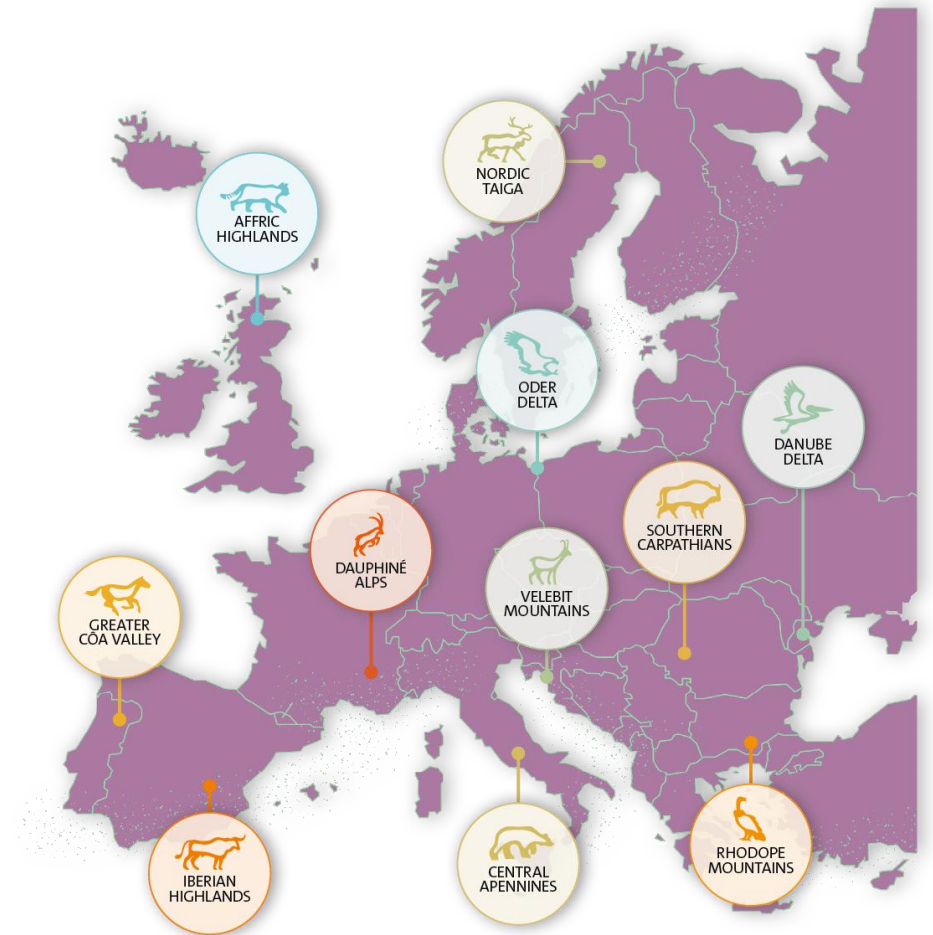 NORDIC
TAIGA
AFFRIC
HIGHLANDS
ODER
DELTA
DANUBE
DELTA
SOUTHERN
CARPATHIANS
DAUPHINÉ
ALPS
VELEBIT
MOUNTAINS
GREATER
CÔA VALLEY
RHODOPE
MOUNTAINS
CENTRAL
APENNINES
IBERIAN
HIGHLANDS